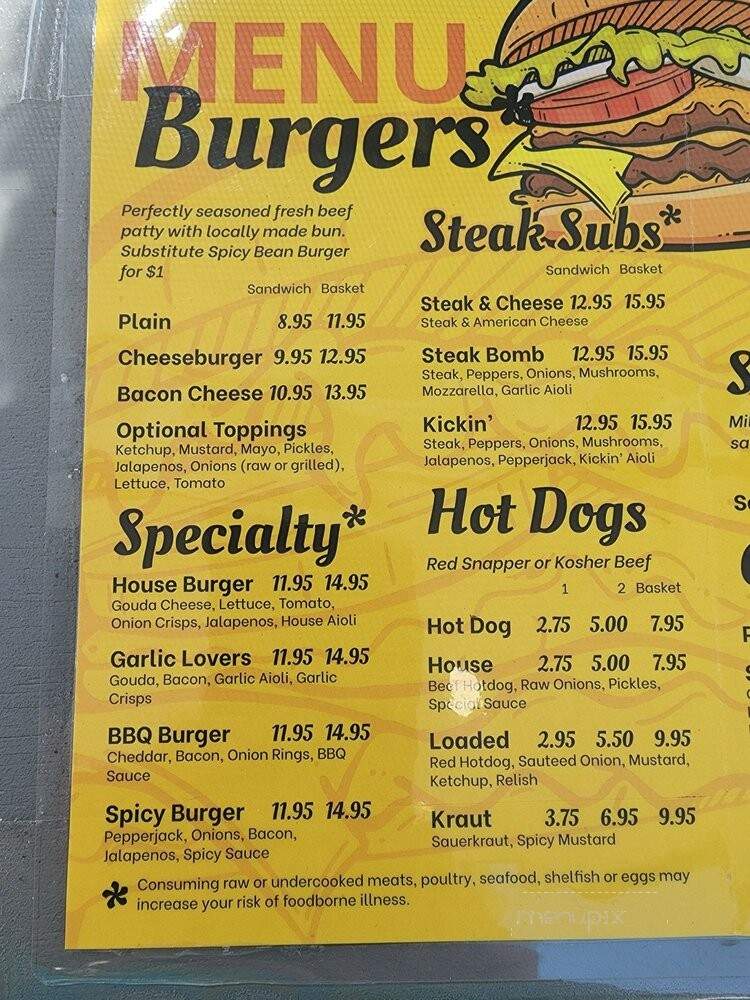 MENU
Burgers*
Perfectly seasoned fresh beef
patty with locally made bun.
Substitute Spicy Bean Burger
for $1
Sandwich Basket
Plain 8.95 11.95
Cheeseburger 9.95 12.95
Bacon Cheese 10.95 13.95
Optional Toppings
Ketchup, Mustard, Mayo, Pickles,
Jalapenos, Onions (raw or grilled),
Lettuce, Tomato
Specialty*
House Burger 11.95 14.95
Gouda Cheese, Lettuce, Tomato,
Onion Crisps, Jalapenos, House Aioli
Garlic Lovers 11.95 14.95
Gouda, Bacon, Garlic Aioli, Garlic
Crisps
BBQ Burger 11.95 14.95
Cheddar, Bacon, Onion Rings, BBQ
Sauce
Spicy Burger 11.95 14.95
Pepperjack, Onions, Bacon,
Jalapenos, Spicy Sauce
Steak Subs*
Sandwich Basket
Steak & Cheese 12.95 15.95
Steak & American Cheese
Steak Bomb 12.95 15.95
Steak, Peppers, Onions, Mushrooms,
Mozzarella, Garlic Aioli
Kickin' 12.95 15.95
Steak, Peppers, Onions, Mushrooms,
Jalapenos, Pepperjack, Kickin' Aioli
Hot Dogs
Red Snapper or Kosher Beef
1 2 Basket
Hot Dog 2.75 5.00 7.95
House 2.75 5.00 7.95
Beef Hotdog, Raw Onions, Pickles,
Special Sauce
Loaded 2.95 5.50 9.95
Red Hotdog, Sauteed Onion, Mustard,
Ketchup, Relish
Kraut 3.75 6.95 9.95
Sauerkraut, Spicy Mustard
* Consuming raw or undercooked meats, poultry, seafood, shelfish or eggs may
increase your risk of foodborne illness.
menupix